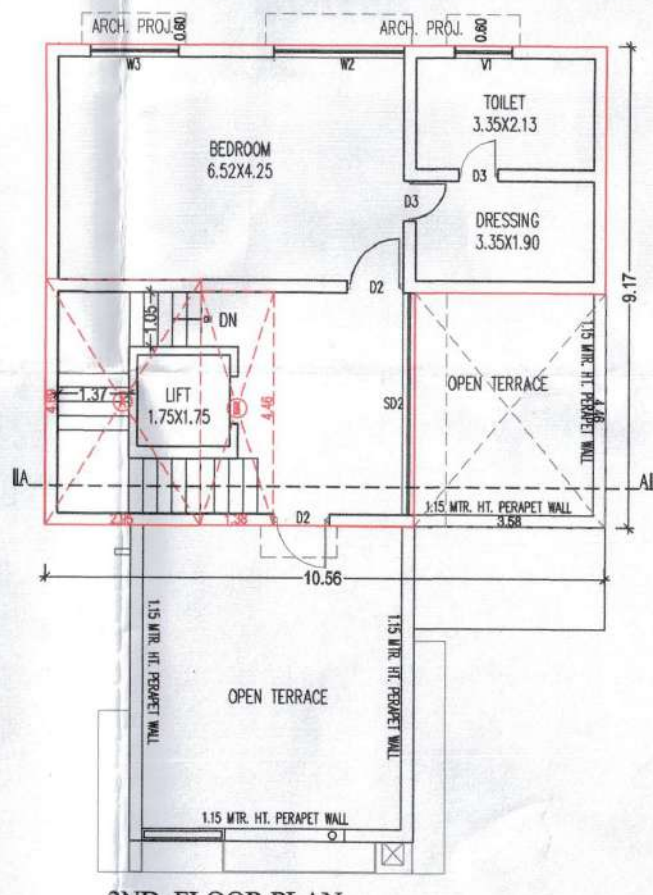 ARCH. PROJ. 0.60
ARCH. PROJ. 0.60
W3
W2
V1
TOILET
3.35X2.13
BEDROOM
6.52X4.25
D3
D3
DRESSING
3.35X1.90
D2
9.17
1.05
DN
OPEN TERRACE
1.15 MTR. HT. PERAPET WALL
4.46
LIFT
1.75X1.75
1.37
4.46
SD2
A
A
1.15 MTR. HT. PERAPET WALL
3.58
1.38
D2
10.56
1.15 MTR. HT. PERAPET WALL
1.15 MTR. HT. PERAPET WALL
OPEN TERRACE
1.15 MTR. HT. PERAPET WALL
2ND FLOOR PLAN